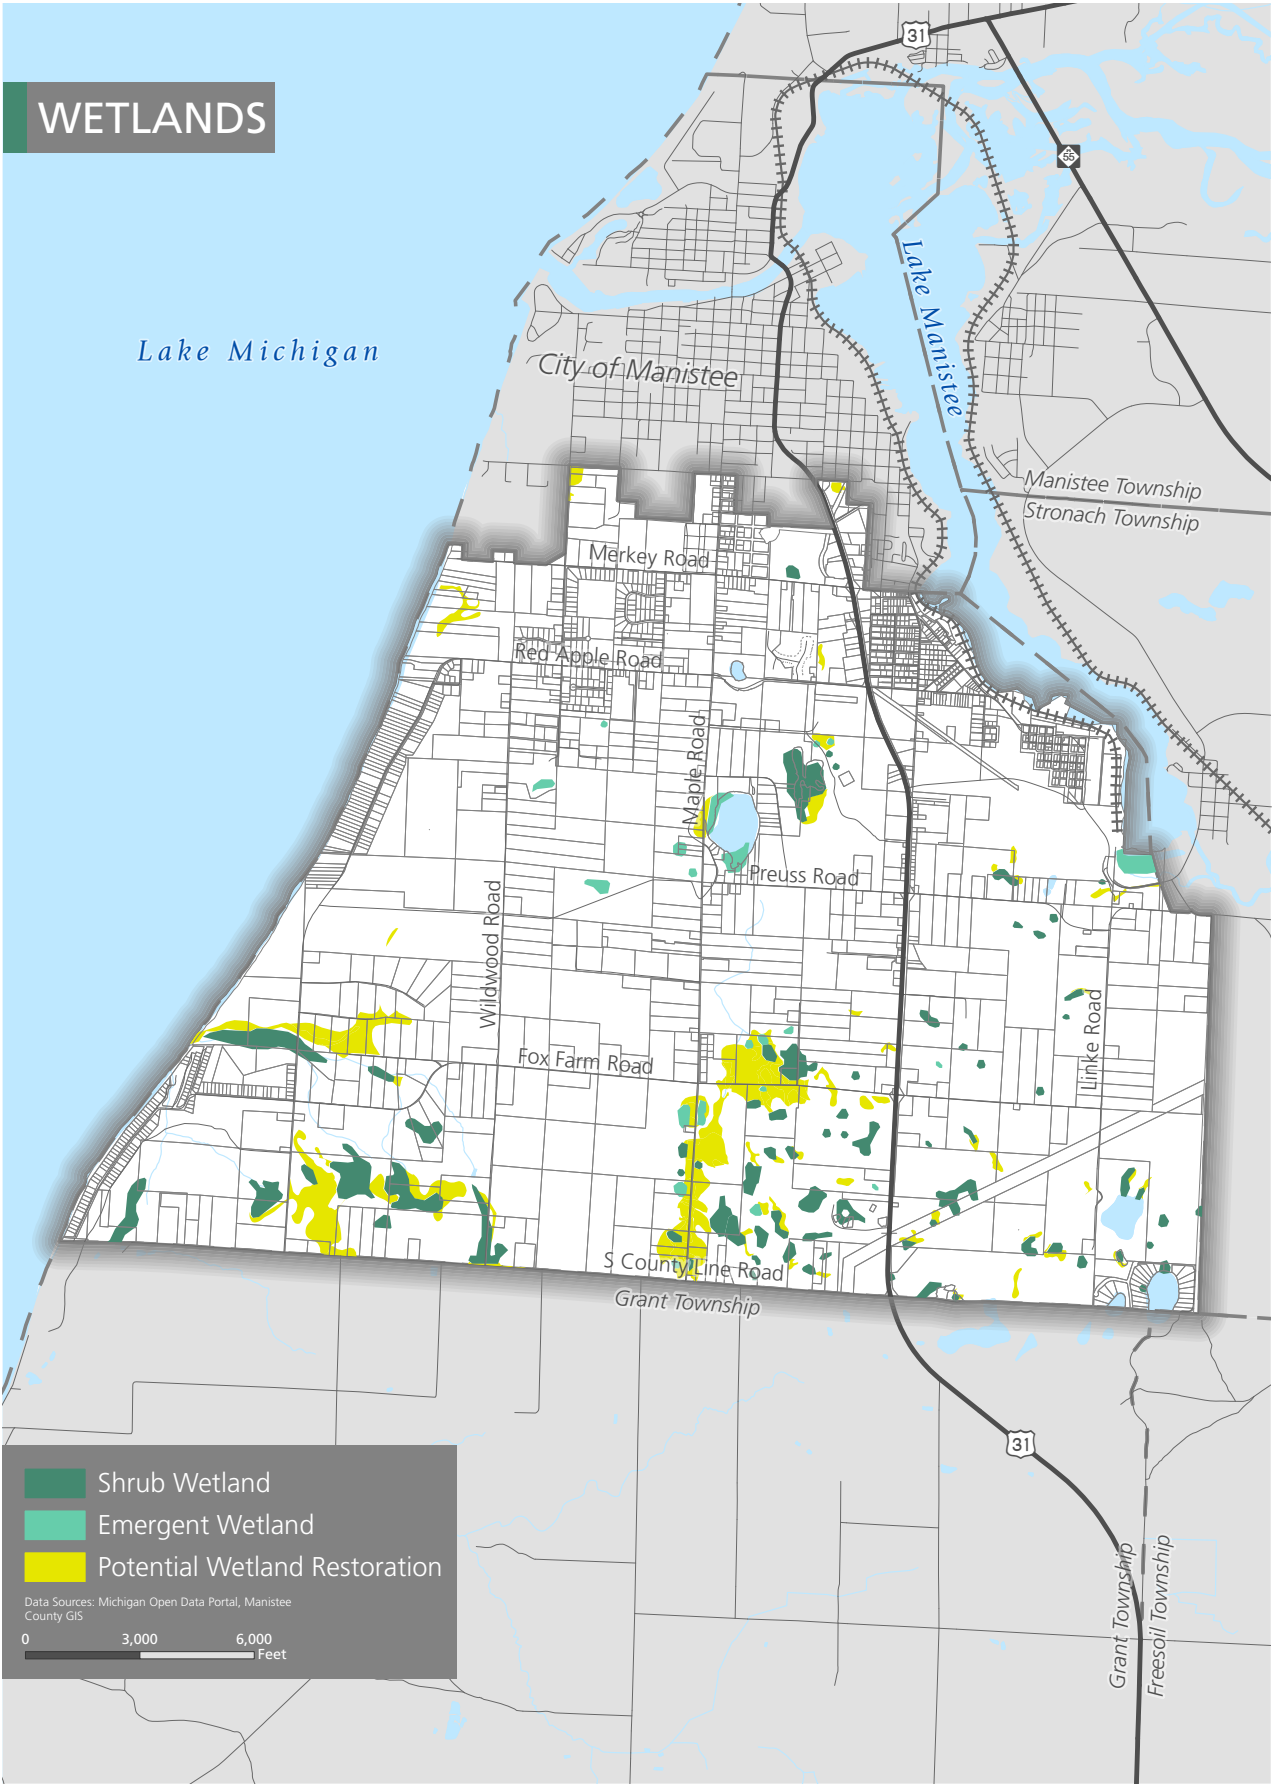 31
WETLANDS
55
Lake Manistee
Lake Michigan
City of Manistee
Manistee Township
Stronach Township
Merkey Road
Red Apple Road
Maple Road
Preuss Road
Wildwood Road
Linke Road
Fox Farm Road
S County Line Road
Grant Township
31
Shrub Wetland
Emergent Wetland
Potential Wetland Restoration
Data Sources: Michigan Open Data Portal, Manistee
County GIS
0 3,000 6,000
Feet
Grant Township
Freesoil Township